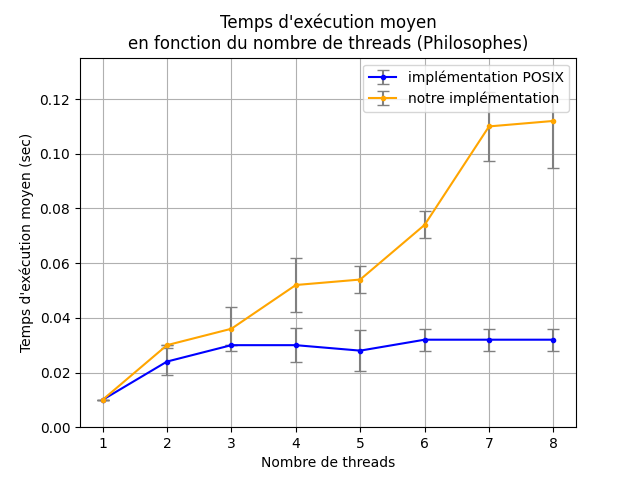 Temps d'exécution moyen
en fonction du nombre de threads (Philosophes)
implémentation POSIX
notre implémentation
Temps d'exécution moyen (sec)
0.12
0.10
0.08
0.06
0.04
0.02
0.00
1 2 3 4 5 6 7 8
Nombre de threads